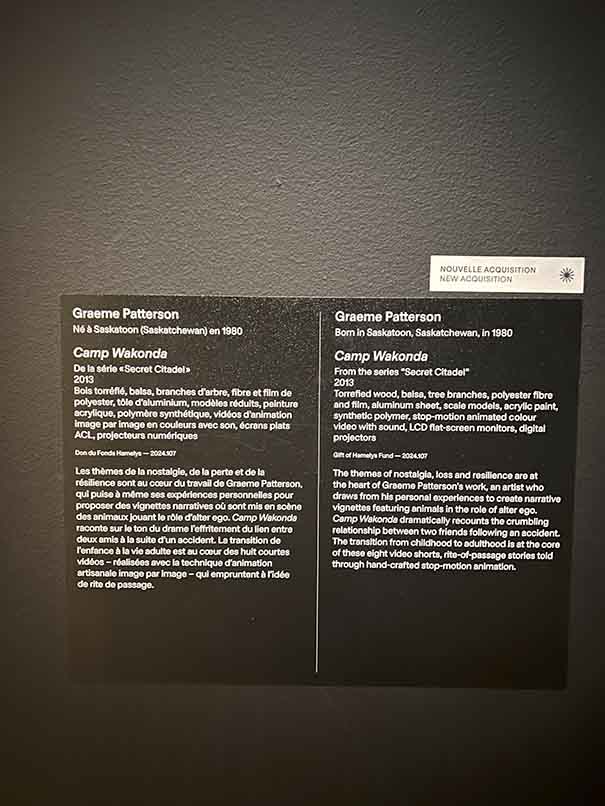 NOUVELLE ACQUISITION
NEW ACQUISITION
Graeme Patterson
Né à Saskatoon (Saskatchewan) en 1980
Camp Wakonda
De la série «Secret Citadel»
2013
Bois torréfié, balsa, branches d'arbre, fibre et film de
polyester, tôle d'aluminium, modèles réduits, peinture
acrylique, polymère synthétique, vidéos d'animation
image par image en couleurs avec son, écrans plats
ACL, projecteurs numériques
Don du Fonds Hamelys — 2024.107
Les thèmes de la nostalgie, de la perte et de la
résilience sont au cœur du travail de Graeme Patterson,
qui puise à même ses expériences personnelles pour
proposer des vignettes narratives où sont mis en scène
des animaux jouant le rôle d'alter ego. Camp Wakonda
raconte sur le ton du drame l'effritement du lien entre
deux amis à la suite d'un accident. La transition de
l'enfance à la vie adulte est au cœur des huit courtes
vidéos – réalisées avec la technique d'animation
artisanale image par image – qui empruntent à l'idée
de rite de passage.
Graeme Patterson
Born in Saskatoon, Saskatchewan, in 1980
Camp Wakonda
From the series "Secret Citadel"
2013
Torrefied wood, balsa, tree branches, polyester fibre
and film, aluminum sheet, scale models, acrylic paint,
synthetic polymer, stop-motion animated colour
video with sound, LCD flat-screen monitors, digital
projectors
Gift of Hamelys Fund — 2024.107
The themes of nostalgia, loss and resilience are at
the heart of Graeme Patterson's work, an artist who
draws from his personal experiences to create narrative
vignettes featuring animals in the role of alter ego.
Camp Wakonda dramatically recounts the crumbling
relationship between two friends following an accident.
The transition from childhood to adulthood is at the core
of these eight video shorts, rite-of-passage stories told
through hand-crafted stop-motion animation.